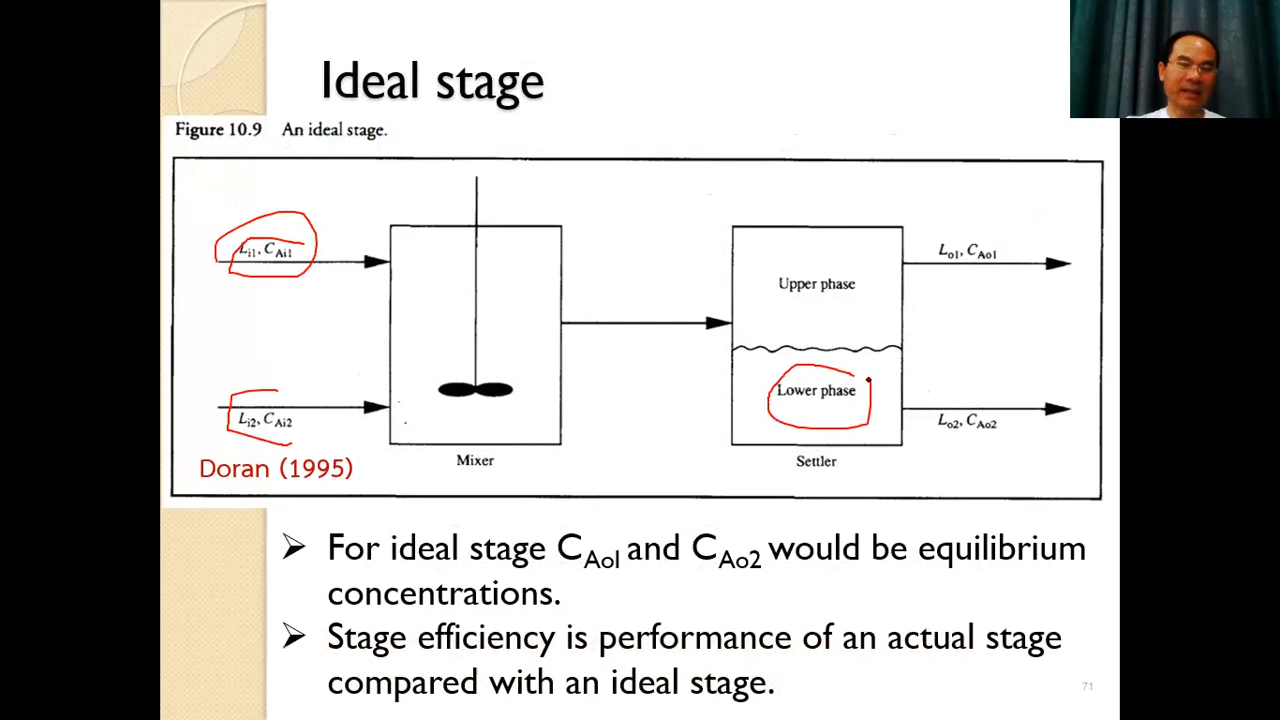 Ideal stage
Figure 10.9 An ideal stage.
Li1, CAi1
Lo1, CAo1
Upper phase
Lower phase
Li2, CAi2
Lo2, CAo2
Mixer
Settler
Doran (1995)
➢ For ideal stage CAo1 and CAo2 would be equilibrium
concentrations.
➢ Stage efficiency is performance of an actual stage
compared with an ideal stage.
71